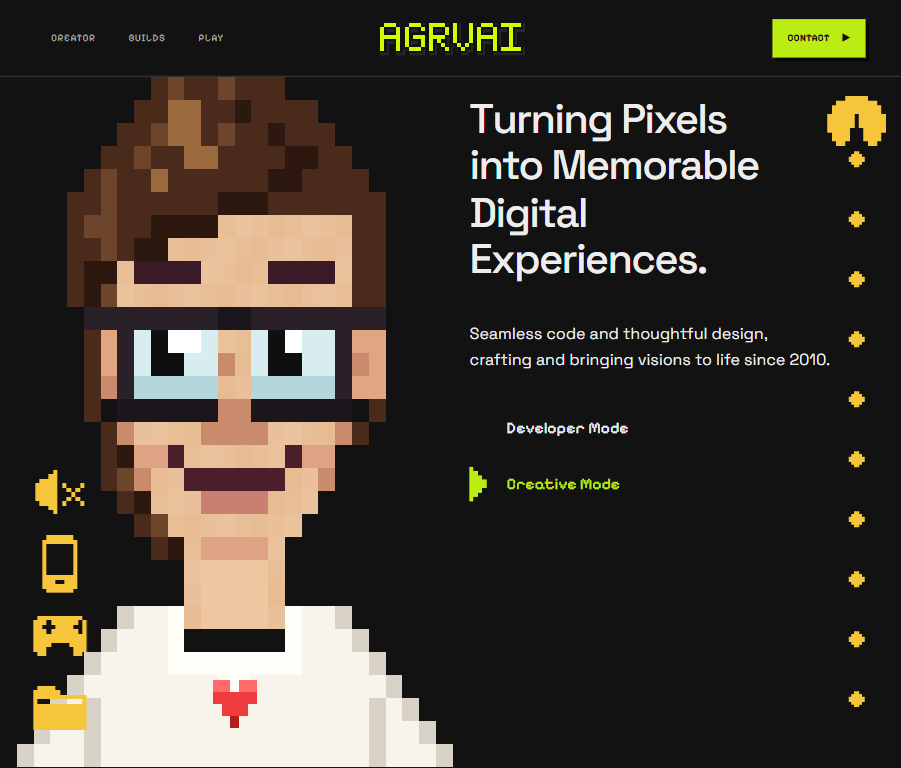 CREATOR
GUILDS
PLAY
AGRVAI
CONTACT
Turning Pixels
into Memorable
Digital
Experiences.
Seamless code and thoughtful design,
crafting and bringing visions to life since 2010.
Developer Mode
Creative Mode